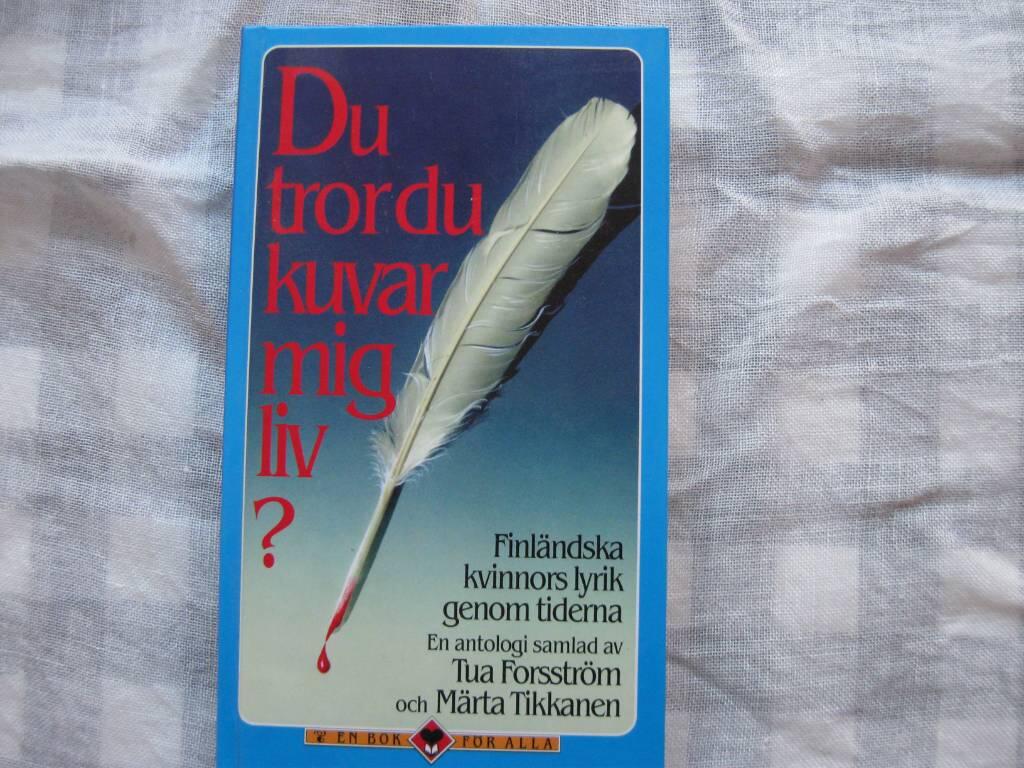 Du
tror du
kuvar
mig
liv
?
Finländska
kvinnors lyrik
genom tiderna
En antologi samlad av
Tua Forsström
och Märta Tikkanen
EN BOK FÖR ALLA